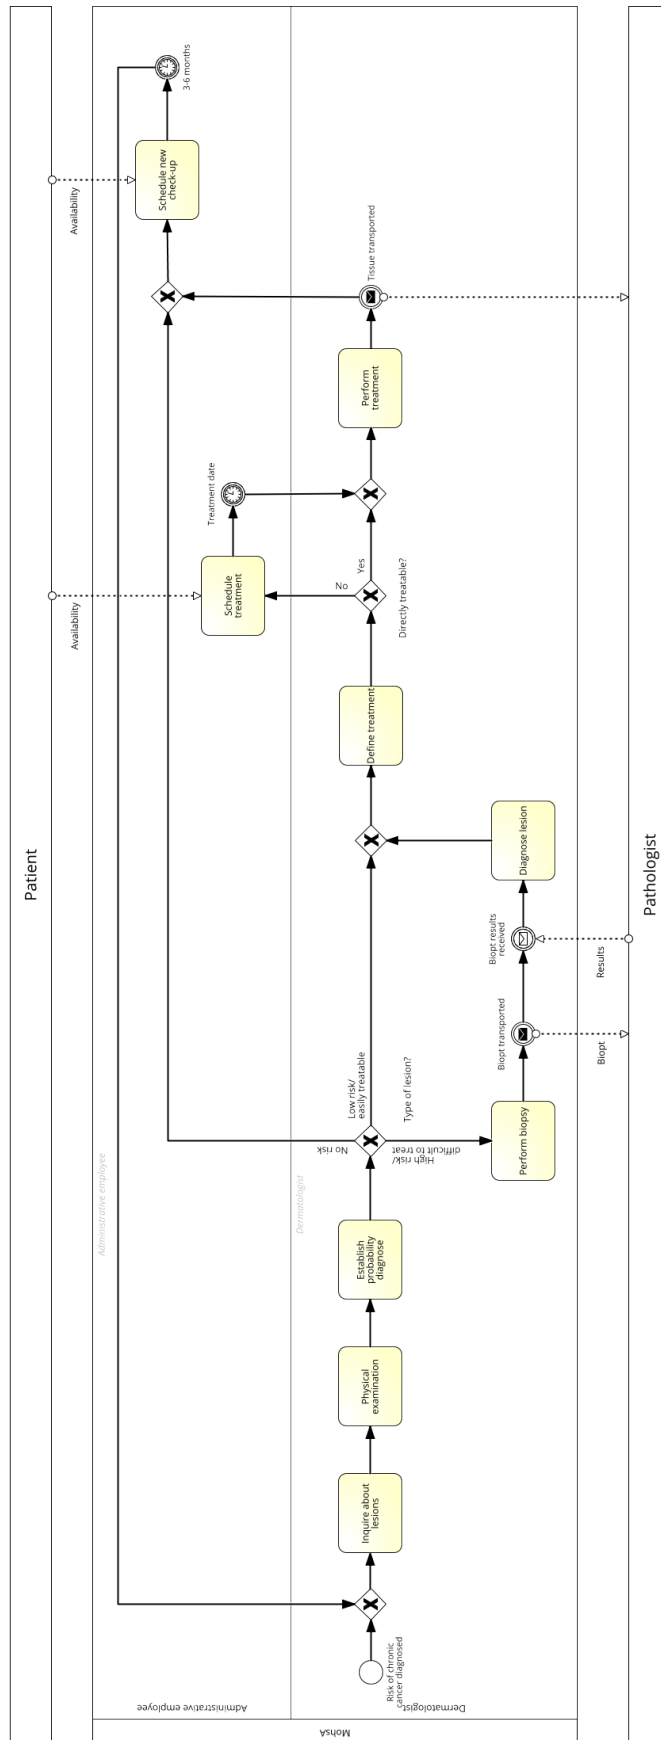 Patient
Availability
Availability
MohsA
Administrative employee
Dermatologist
Administrative employee
Dermatologist
Risk of chronic
cancer diagnosed
Inquire about
lesions
Physical
examination
Establish
probability
diagnose
No risk
Low risk/
easily treatable
Type of lesion?
High risk/
difficult to treat
Perform biopsy
Biopt transported
Biopt
Biopt results
received
Results
Diagnose lesion
Define treatment
Directly treatable?
No
Yes
Schedule
treatment
Treatment date
Perform
treatment
Tissue transported
Schedule new
check-up
3-6 months
Pathologist